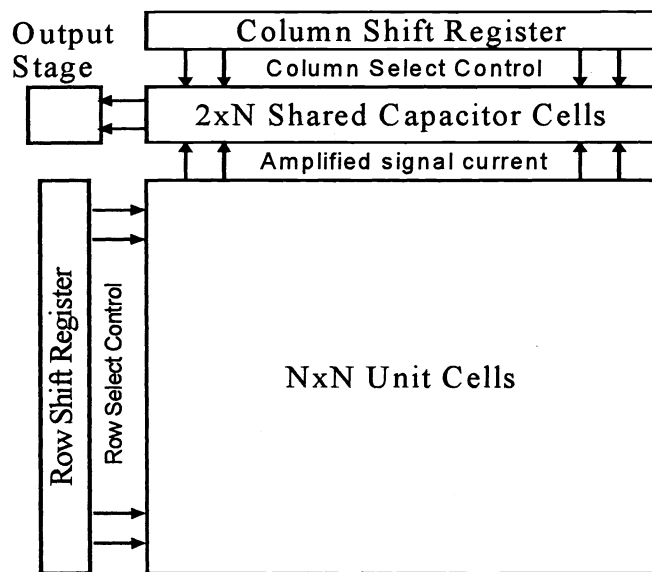 Output
Stage
Column Shift Register
Column Select Control
2xN Shared Capacitor Cells
Amplified signal current
Row Shift Register
Row Select Control
NxN Unit Cells